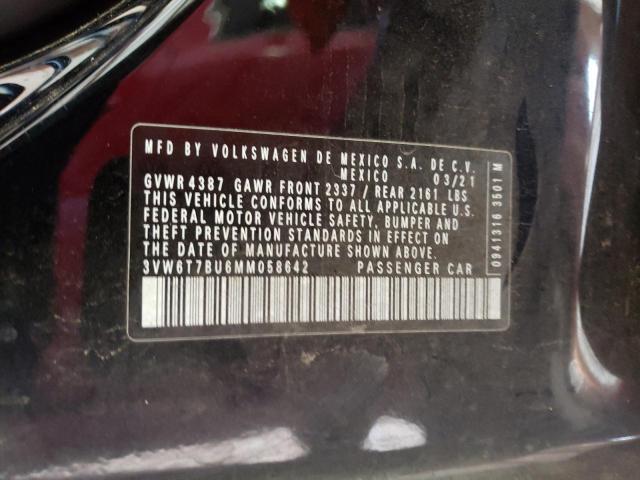 MFD BY VOLKSWAGEN DE MEXICO S.A. DE C.V.
MEXICO 03/21
GVWR 4387 GAWR FRONT 2337 / REAR 2161 LBS
THIS VEHICLE CONFORMS TO ALL APPLICABLE U.S.
FEDERAL MOTOR VEHICLE SAFETY, BUMPER AND
THEFT PREVENTION STANDARDS IN EFFECT ON
THE DATE OF MANUFACTURE SHOWN ABOVE.
3VW6T7BU6MM058642 PASSENGER CAR
0941316 3501 M